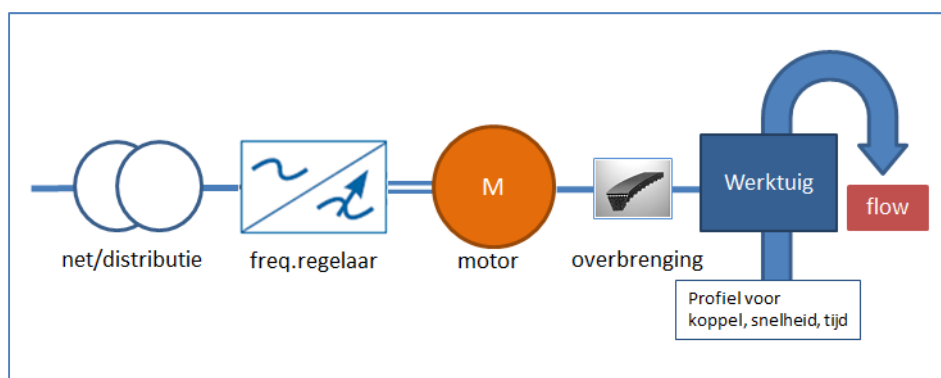 M
Werktuig
flow
net/distributie
freq.regelaar
motor
overbrenging
Profiel voor
koppel, snelheid, tijd